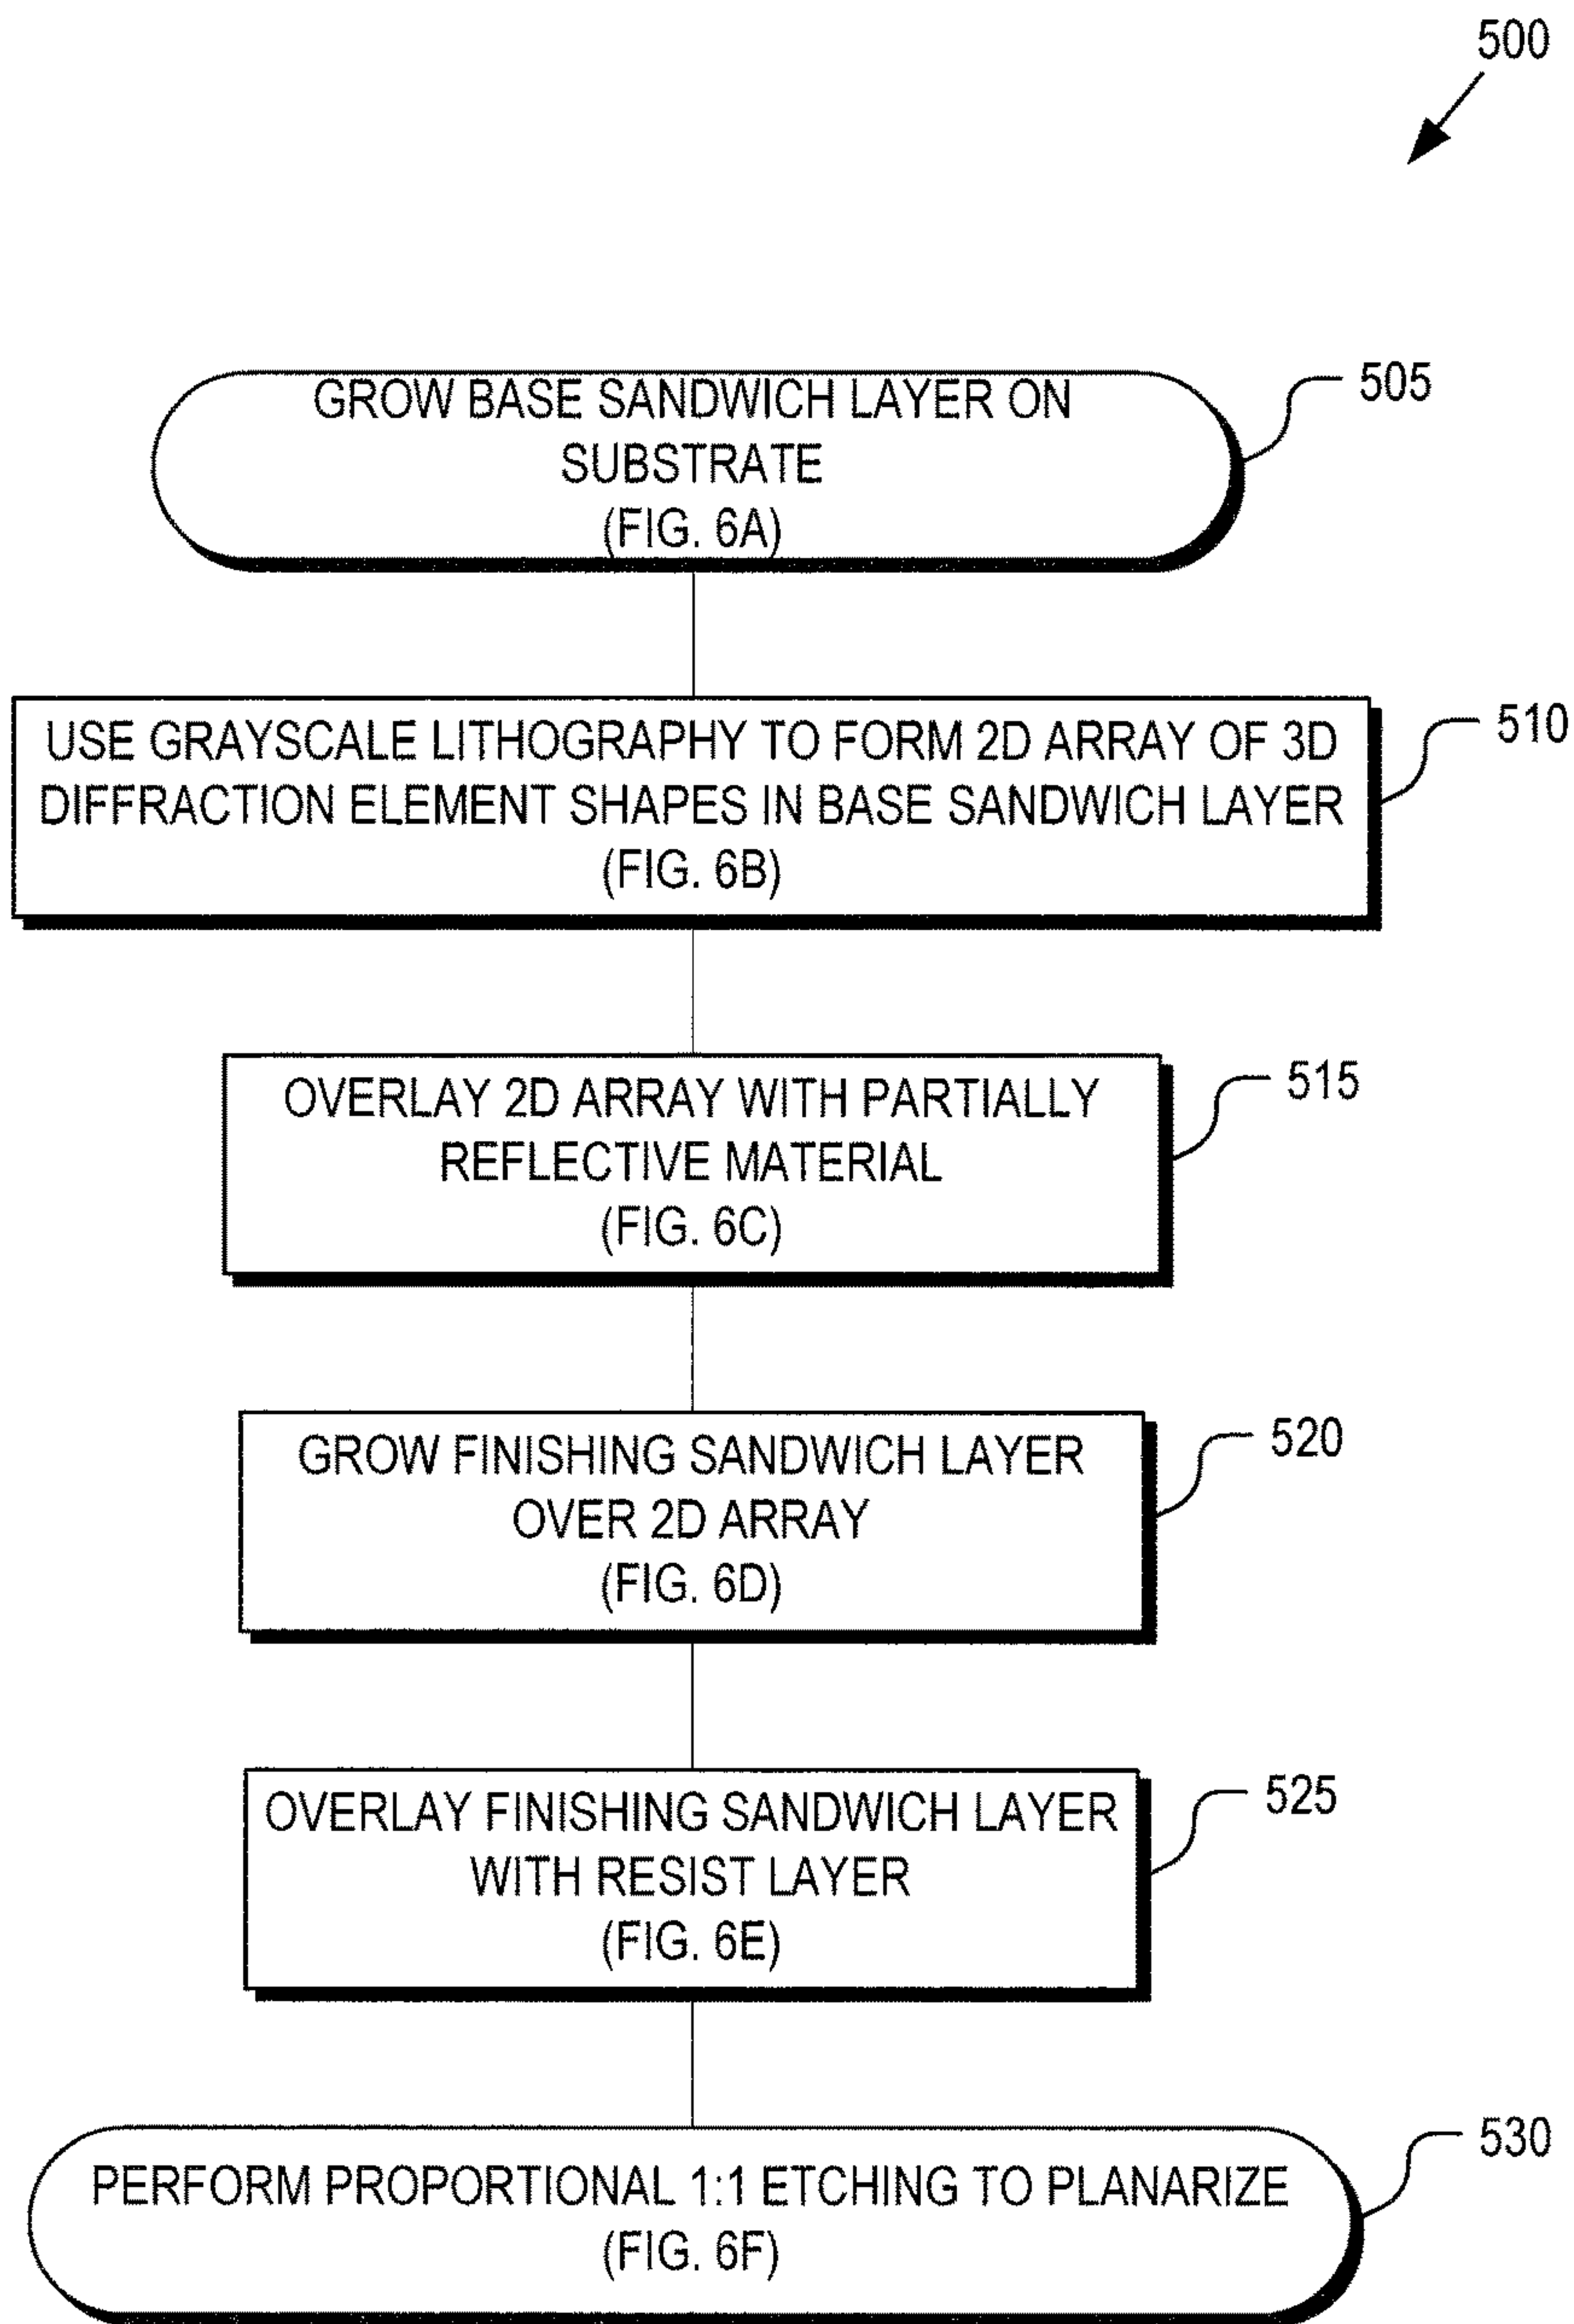 500
GROW BASE SANDWICH LAYER ON
SUBSTRATE
(FIG. 6A)
505
USE GRAYSCALE LITHOGRAPHY TO FORM 2D ARRAY OF 3D
DIFFRACTION ELEMENT SHAPES IN BASE SANDWICH LAYER
(FIG. 6B)
510
OVERLAY 2D ARRAY WITH PARTIALLY
REFLECTIVE MATERIAL
(FIG. 6C)
515
GROW FINISHING SANDWICH LAYER
OVER 2D ARRAY
(FIG. 6D)
520
OVERLAY FINISHING SANDWICH LAYER
WITH RESIST LAYER
(FIG. 6E)
525
PERFORM PROPORTIONAL 1:1 ETCHING TO PLANARIZE
(FIG. 6F)
530